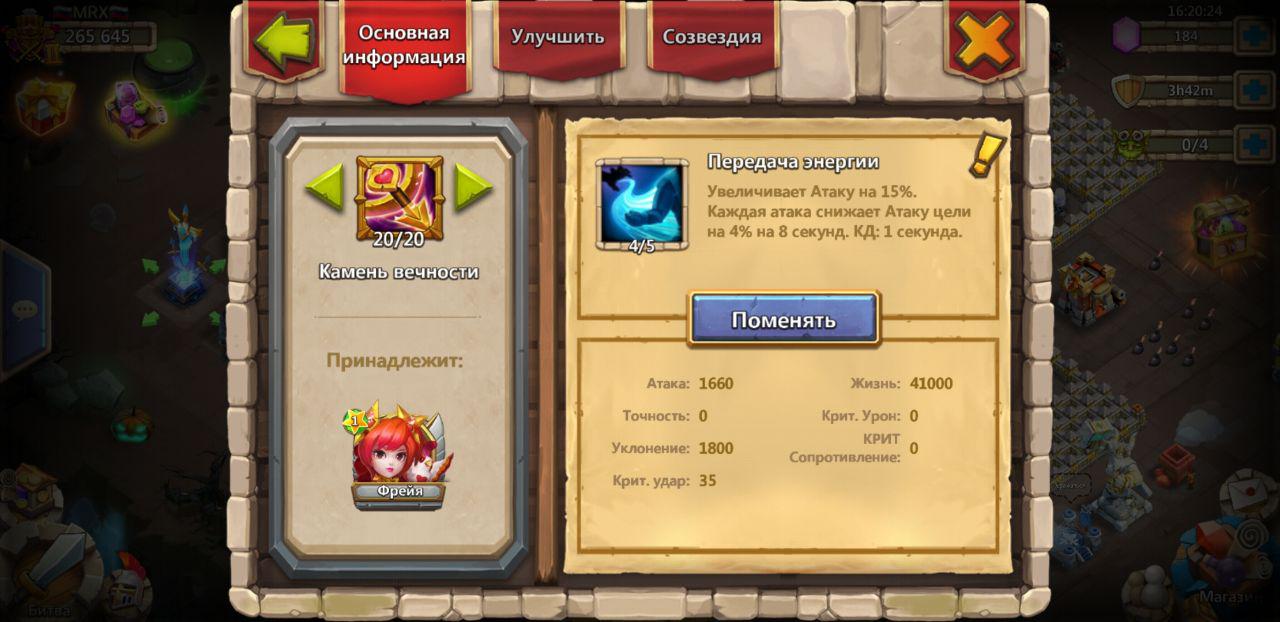 MRX
265 645
Основная
информация
Улучшить
Созвездия
16:20:24
184
3h42m
0/4
20/20
Камень вечности
Принадлежит:
1
Фрейя
Передача энергии
Увеличивает Атаку на 15%.
Каждая атака снижает Атаку цели
на 4% на 8 секунд. КД: 1 секунда.
4/5
Поменять
Атака: 1660
Жизнь: 41000
Точность: 0
Крит. Урон: 0
Уклонение: 1800
КРИТ
Сопротивление: 0
Крит. удар: 35
Битва
Магазин